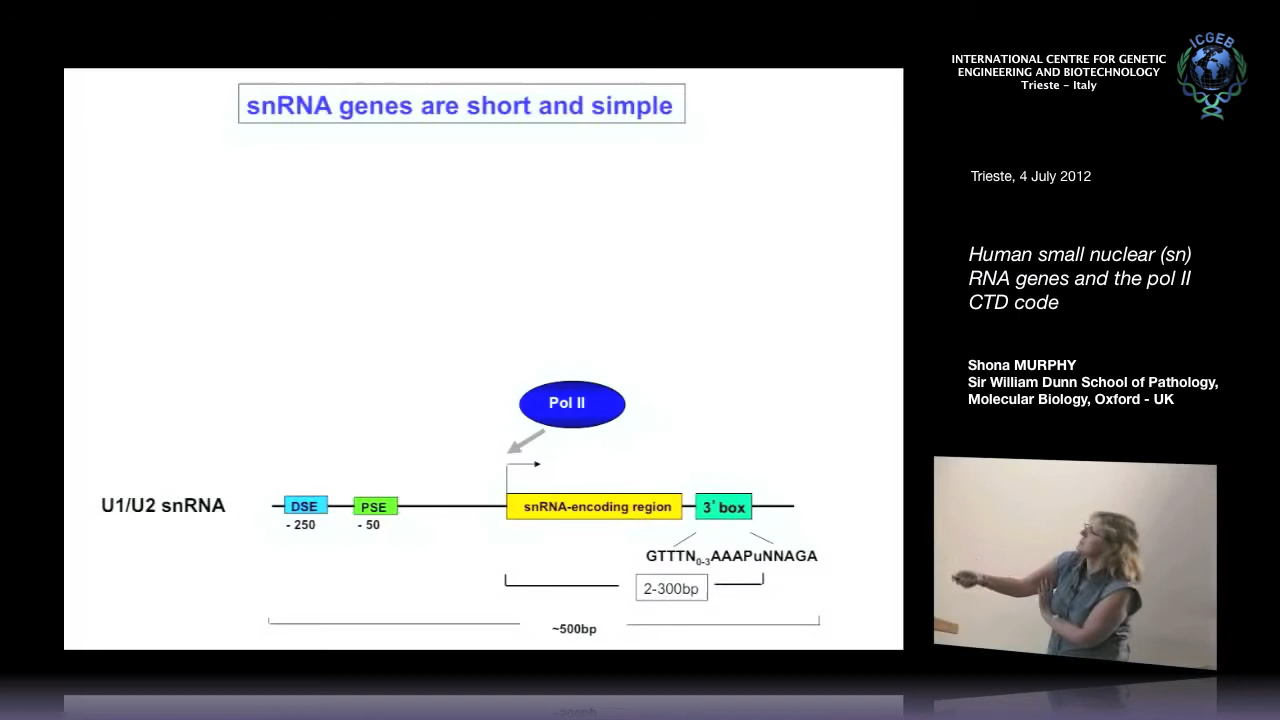 snRNA genes are short and simple
Pol II
U1/U2 snRNA
DSE
PSE
snRNA-encoding region
3' box
- 250
- 50
GTTTN0-3AAAPuNNAGA
2-300bp
~500bp
INTERNATIONAL CENTRE FOR GENETIC
ENGINEERING AND BIOTECHNOLOGY
Trieste – Italy
ICGEB
Trieste, 4 July 2012
Human small nuclear (sn)
RNA genes and the pol II
CTD code
Shona MURPHY
Sir William Dunn School of Pathology,
Molecular Biology, Oxford - UK